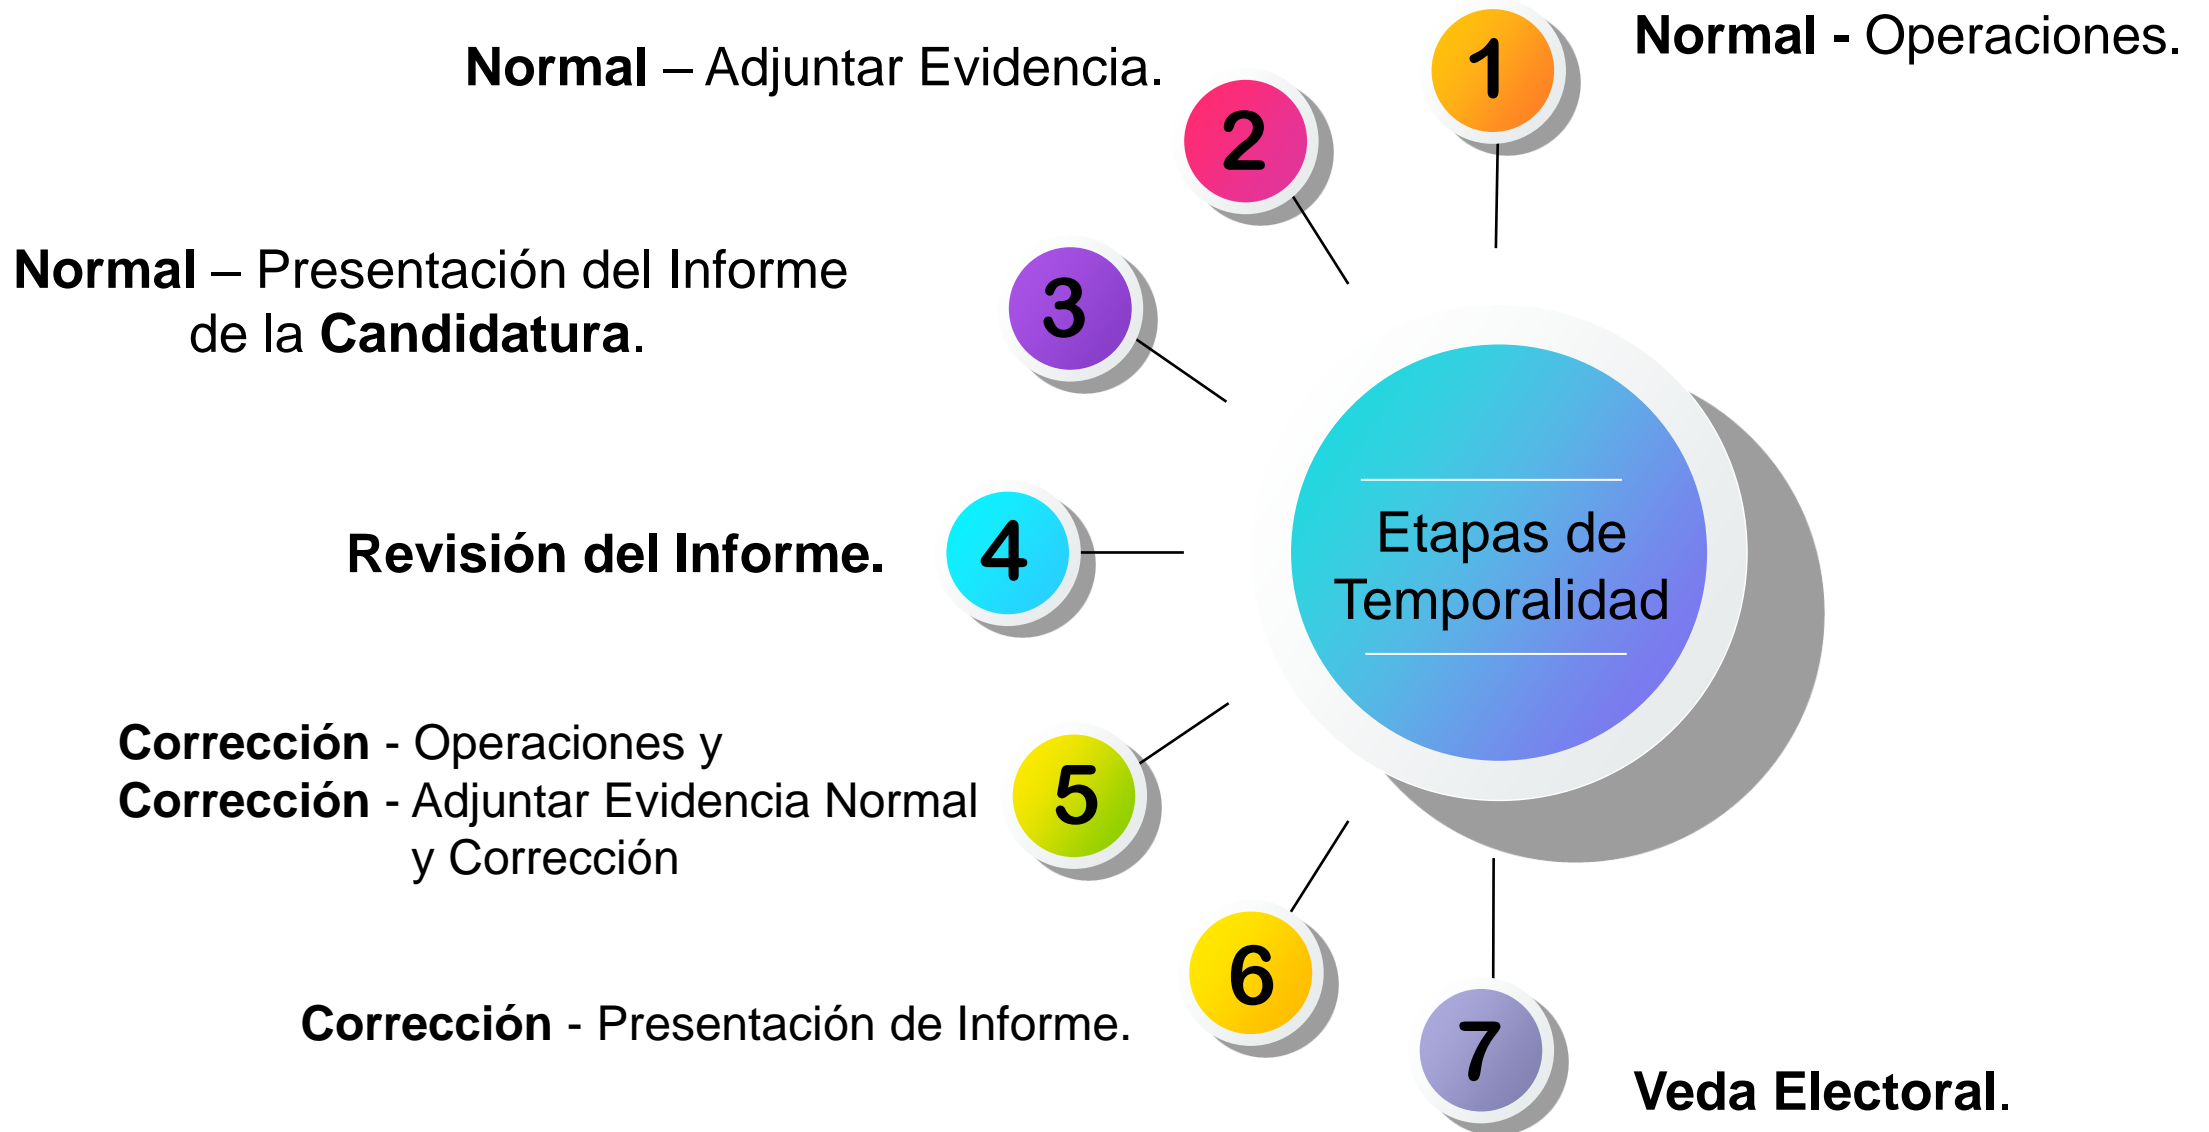 1
Normal - Operaciones.
2
Normal – Adjuntar Evidencia.
3
Normal – Presentación del Informe
de la Candidatura.
4
Revisión del Informe.
5
Corrección - Operaciones y
Corrección - Adjuntar Evidencia Normal
y Corrección
6
Corrección - Presentación de Informe.
7
Veda Electoral.
Etapas de
Temporalidad